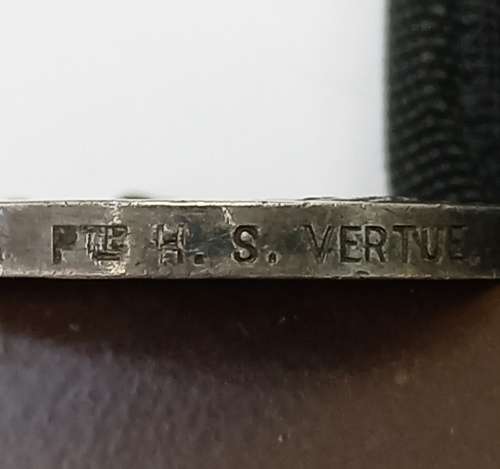 PTE H. S. VERTUE